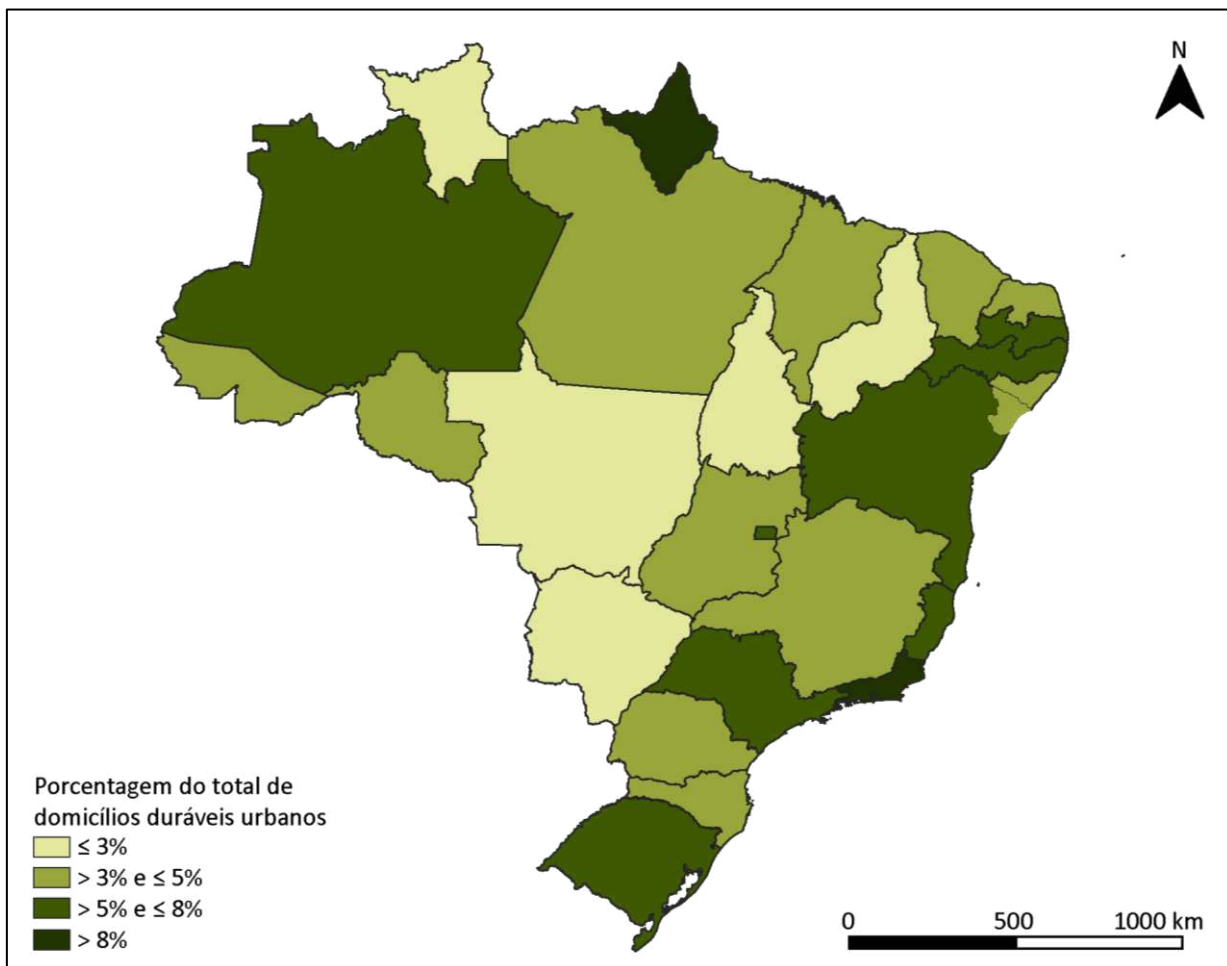 N
Porcentagem do total de
domicílios duráveis urbanos
≤ 3%
> 3% e ≤ 5%
> 5% e ≤ 8%
> 8%
0 500 1000 km